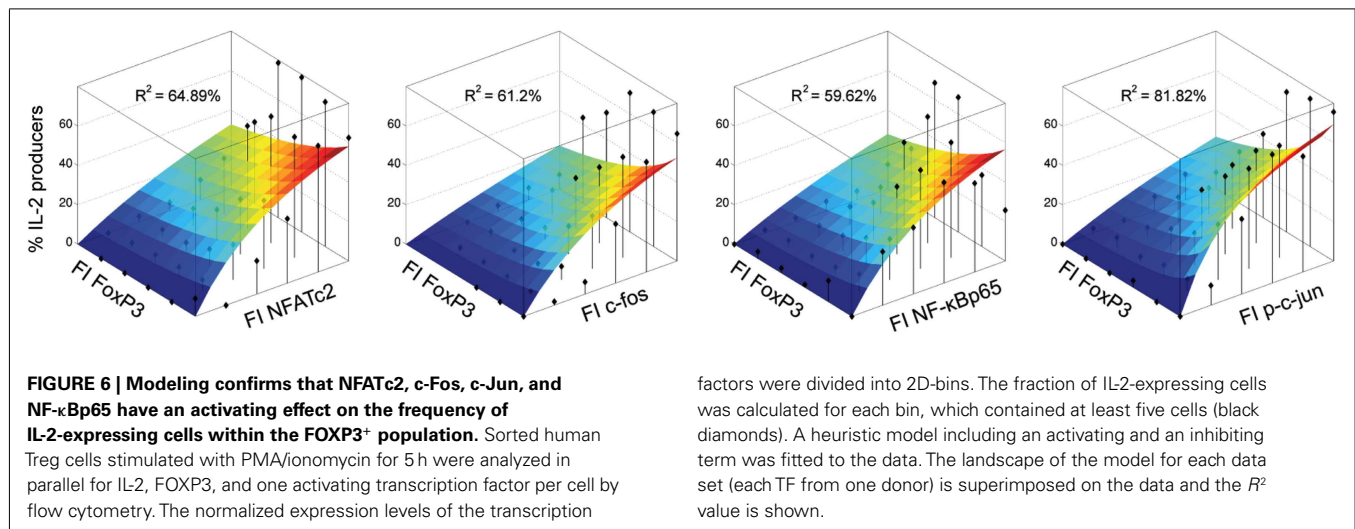 R² = 64.89%
R² = 61.2%
R² = 59.62%
R² = 81.82%
% IL-2 producers
60
40
20
0
60
40
20
0
60
40
20
0
60
40
20
0
FI FoxP3
FI NFATc2
FI FoxP3
FI c-fos
FI FoxP3
FI NF-κBp65
FI FoxP3
FI p-c-jun
FIGURE 6 | Modeling confirms that NFATc2, c-Fos, c-Jun, and
NF-κBp65 have an activating effect on the frequency of
IL-2-expressing cells within the FOXP3⁺ population. Sorted human
Treg cells stimulated with PMA/ionomycin for 5 h were analyzed in
parallel for IL-2, FOXP3, and one activating transcription factor per cell by
flow cytometry. The normalized expression levels of the transcription
factors were divided into 2D-bins. The fraction of IL-2-expressing cells
was calculated for each bin, which contained at least five cells (black
diamonds). A heuristic model including an activating and an inhibiting
term was fitted to the data. The landscape of the model for each data
set (each TF from one donor) is superimposed on the data and the R²
value is shown.